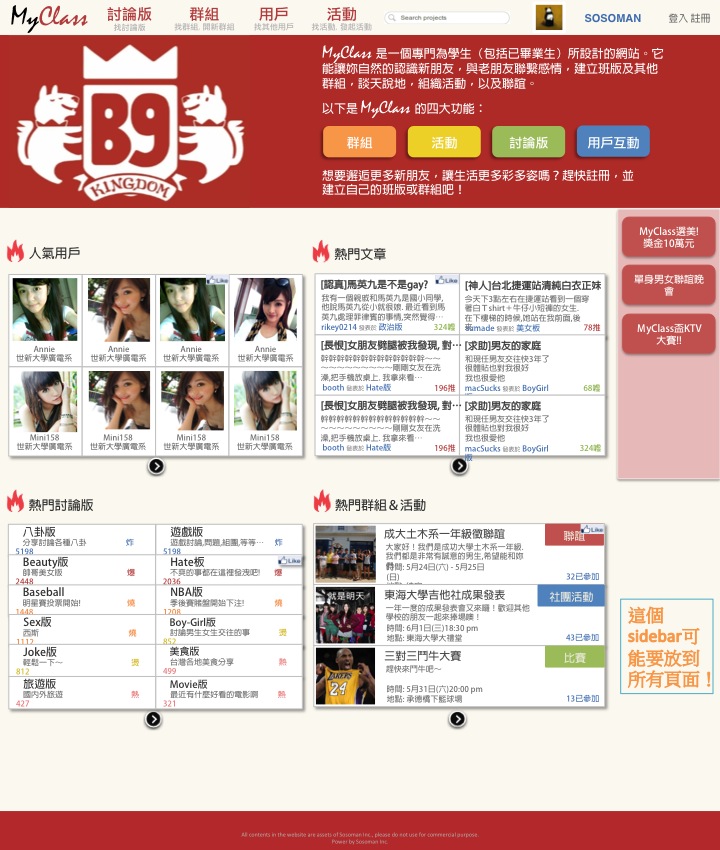 MyClass
討論版
找討論版
群組
找群組, 開新群組
用戶
找其他用戶
活動
找活動, 發起活動
Search projects
SOSOMAN
登入 註冊
B9
KINGDOM
MyClass 是一個專門為學生（包括已畢業生）所設計的網站。它
能讓妳自然的認識新朋友，與老朋友聯繫感情，建立班版及其他
群組，談天說地，組織活動，以及聯誼。
以下是 MyClass 的四大功能：
群組
活動
討論版
用戶互動
想要邂逅更多新朋友，讓生活更多彩多姿嗎？趕快註冊，並
建立自己的班版或群組吧！
MyClass選美!
獎金10萬元
單身男女聯誼晚
會
MyClass盃KTV
大賽!!
人氣用戶
Like
Annie
世新大學廣電系
Annie
世新大學廣電系
Annie
世新大學廣電系
Annie
世新大學廣電系
Mini158
世新大學廣電系
Mini158
世新大學廣電系
Mini158
世新大學廣電系
Mini158
世新大學廣電系
熱門文章
[認真]馬英九是不是gay?
Like
我有一個親戚和馬英九是國小同學,
他說馬英九從小就很娘. 最近看到馬
英九處理菲律賓的事情,突然覺得…
rikey0214 發表於 政治版
324噓
[神人]台北捷運站清純白衣正妹
今天下3點左右在捷運站看到一個穿
著白Tshirt＋牛仔小短褲的女生.
在下樓梯的時候,她站在我前面,後
made 發表於 美女板
78推
[長恨]女朋友劈腿被我發現, 對…
幹幹幹幹幹幹幹幹幹幹幹幹幹～～
～～～～～～～～～剛剛女友在洗
澡,把手機放桌上, 我拿來看…
booth 發表於 Hate版
196推
[求助]男友的家庭
和現任男友交往快3年了
很體貼也對我很好
我也很愛他
macSucks 發表於 BoyGirl
68噓
[長恨]女朋友劈腿被我發現, 對…
幹幹幹幹幹幹幹幹幹幹幹幹幹～～
～～～～～～～～～剛剛女友在洗
澡,把手機放桌上, 我拿來看…
booth 發表於 Hate版
196推
[求助]男友的家庭
和現任男友交往快3年了
很體貼也對我很好
我也很愛他
macSucks 發表於 BoyGirl
版
324噓
熱門討論版
八卦版
分享討論各種八卦
炸
5198
遊戲版
遊戲討論,問題,組團,等等…
炸
5198
Beauty版
帥哥美女版
爆
2448
Hate板
Like
不爽的事都在這裡發洩吧!
爆
2036
Baseball
明星賽投票開始!
燒
1448
NBA版
季後賽賭盤開始下注!
燒
1208
Sex版
西斯
燒
1112
Boy-Girl版
討論男生女生交往的事
燙
852
Joke版
輕鬆一下～
燙
812
美食版
台灣各地美食分享
熱
499
旅遊版
國內外旅遊
熱
427
Movie版
最近有什麼好看的電影啊
熱
321
熱門群組＆活動
成大土木系一年級徵聯誼
聯誼
Like
大家好！我們是成功大學土木系一年級.
我們都是非常有誠意的男生,希望能和妳
時間: 5月24日(六) - 5月25日
(日)
32已參加
就是明天
東海大學吉他社成果發表
社團活動
一年一度的成果發表會又來囉！歡迎其他
學校的朋友一起來捧場噢！
時間: 6月1日(三)18:30 pm
地點: 東海大學大禮堂
43已參加
LAKERS
24
三對三鬥牛大賽
比賽
趕快來鬥牛吧～
時間: 5月31日(六)20:00 pm
地點: 承德橋下籃球場
13已參加
這個
sidebar可
能要放到
所有頁面！
All contents in the website are assets of Sosoman Inc., please do not use for commercial purpose.
Power by Sosoman Inc.